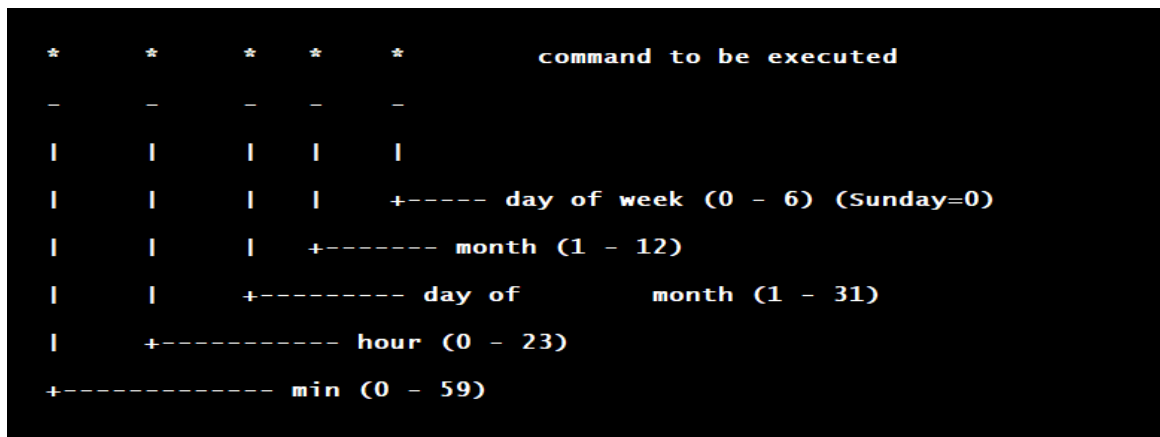 * * * * * command to be executed
- - - - -
| | | | |
| | | | +----- day of week (0 - 6) (Sunday=0)
| | | +------- month (1 - 12)
| | +--------- day of month (1 - 31)
| +----------- hour (0 - 23)
+------------- min (0 - 59)